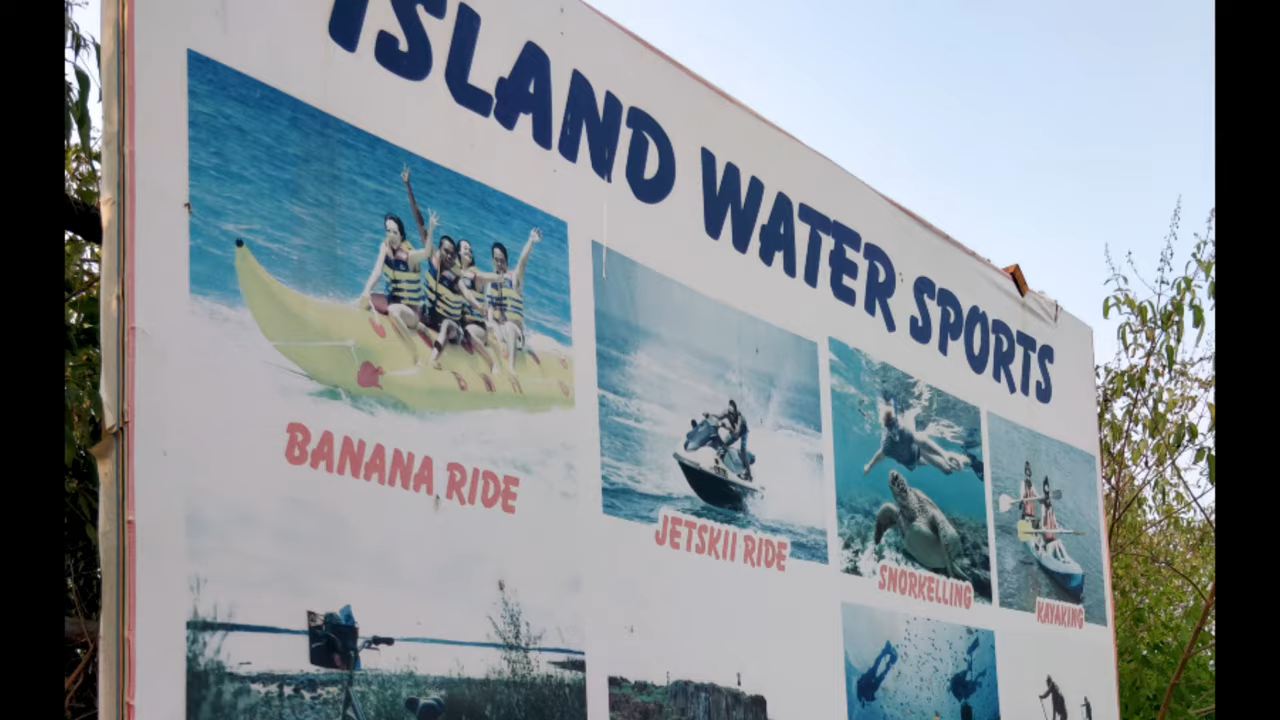 ISLAND WATER SPORTS
BANANA RIDE
JETSKII RIDE
SNORKELLING
KAYAKING